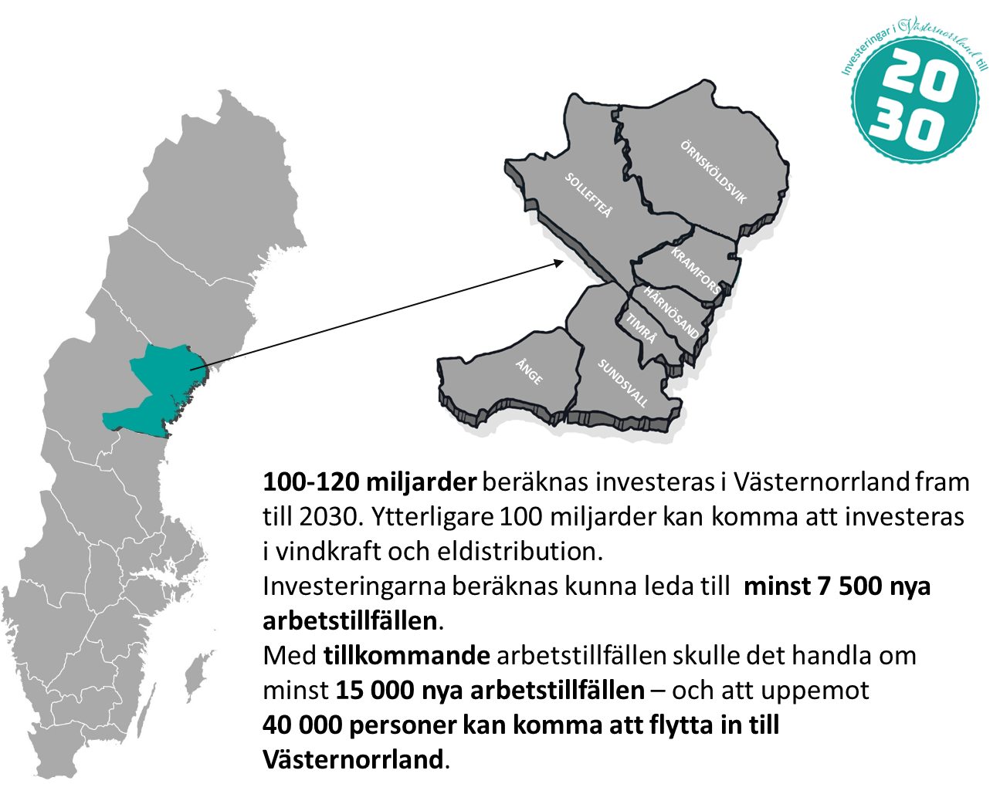 Investeringar i Västernorrland till
20
30
ÖRNSKÖLDSVIK
SOLLEFTEÅ
KRAMFORS
HÄRNÖSAND
TIMRÅ
ÅNGE
SUNDSVALL
100-120 miljarder beräknas investeras i Västernorrland fram
till 2030. Ytterligare 100 miljarder kan komma att investeras
i vindkraft och eldistribution.
Investeringarna beräknas kunna leda till minst 7 500 nya
arbetstillfällen.
Med tillkommande arbetstillfällen skulle det handla om
minst 15 000 nya arbetstillfällen – och att uppemot
40 000 personer kan komma att flytta in till
Västernorrland.